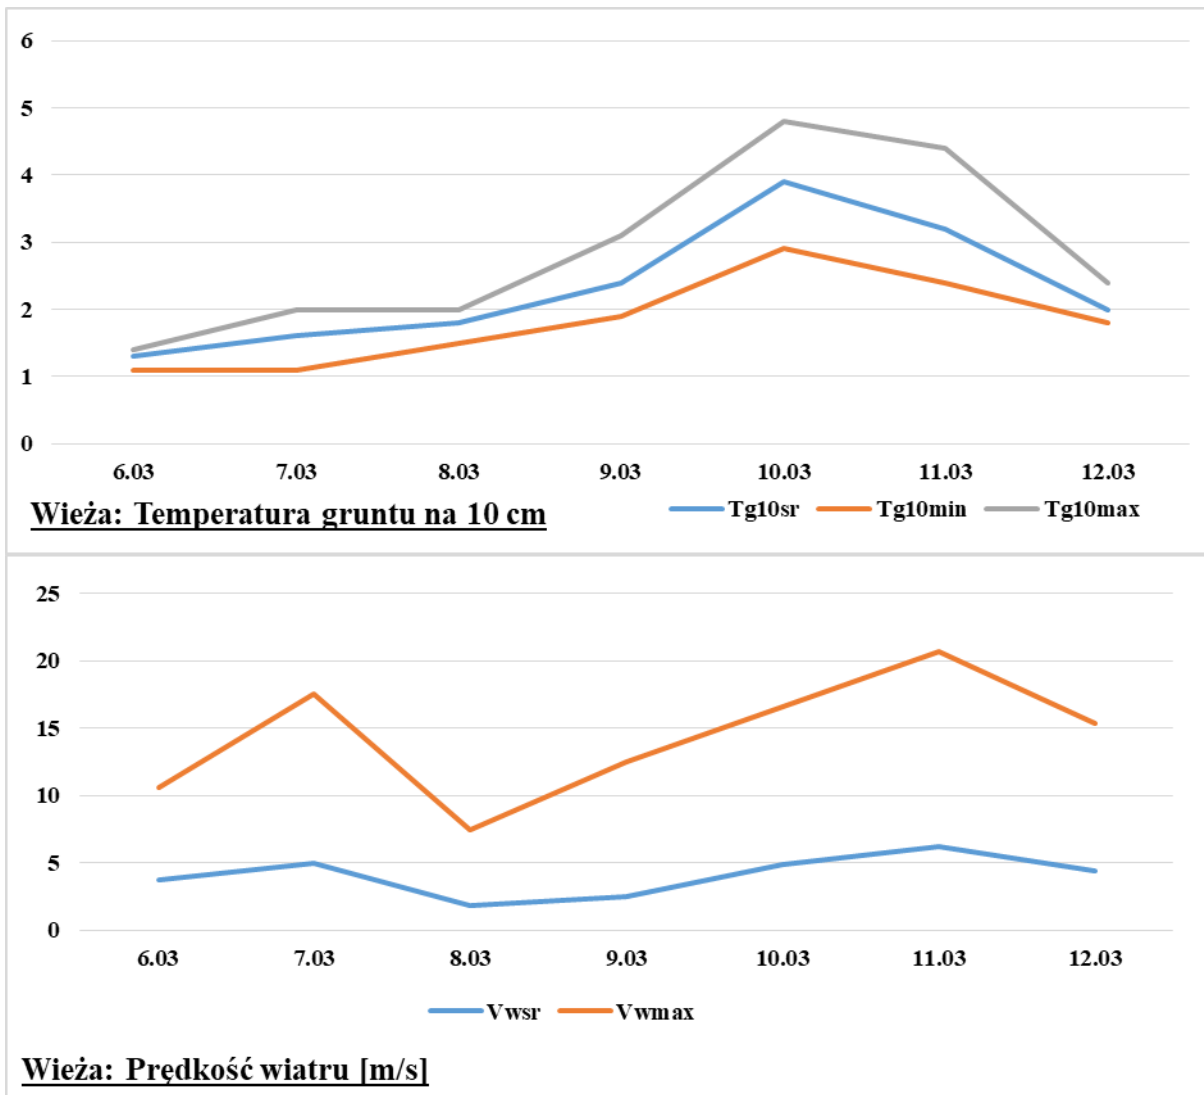 6
5
4
3
2
1
0
6.03 7.03 8.03 9.03 10.03 11.03 12.03
Wieża: Temperatura gruntu na 10 cm
Tg10sr Tg10min Tg10max
25
20
15
10
5
0
6.03 7.03 8.03 9.03 10.03 11.03 12.03
Vwsr Vwmax
Wieża: Prędkość wiatru [m/s]